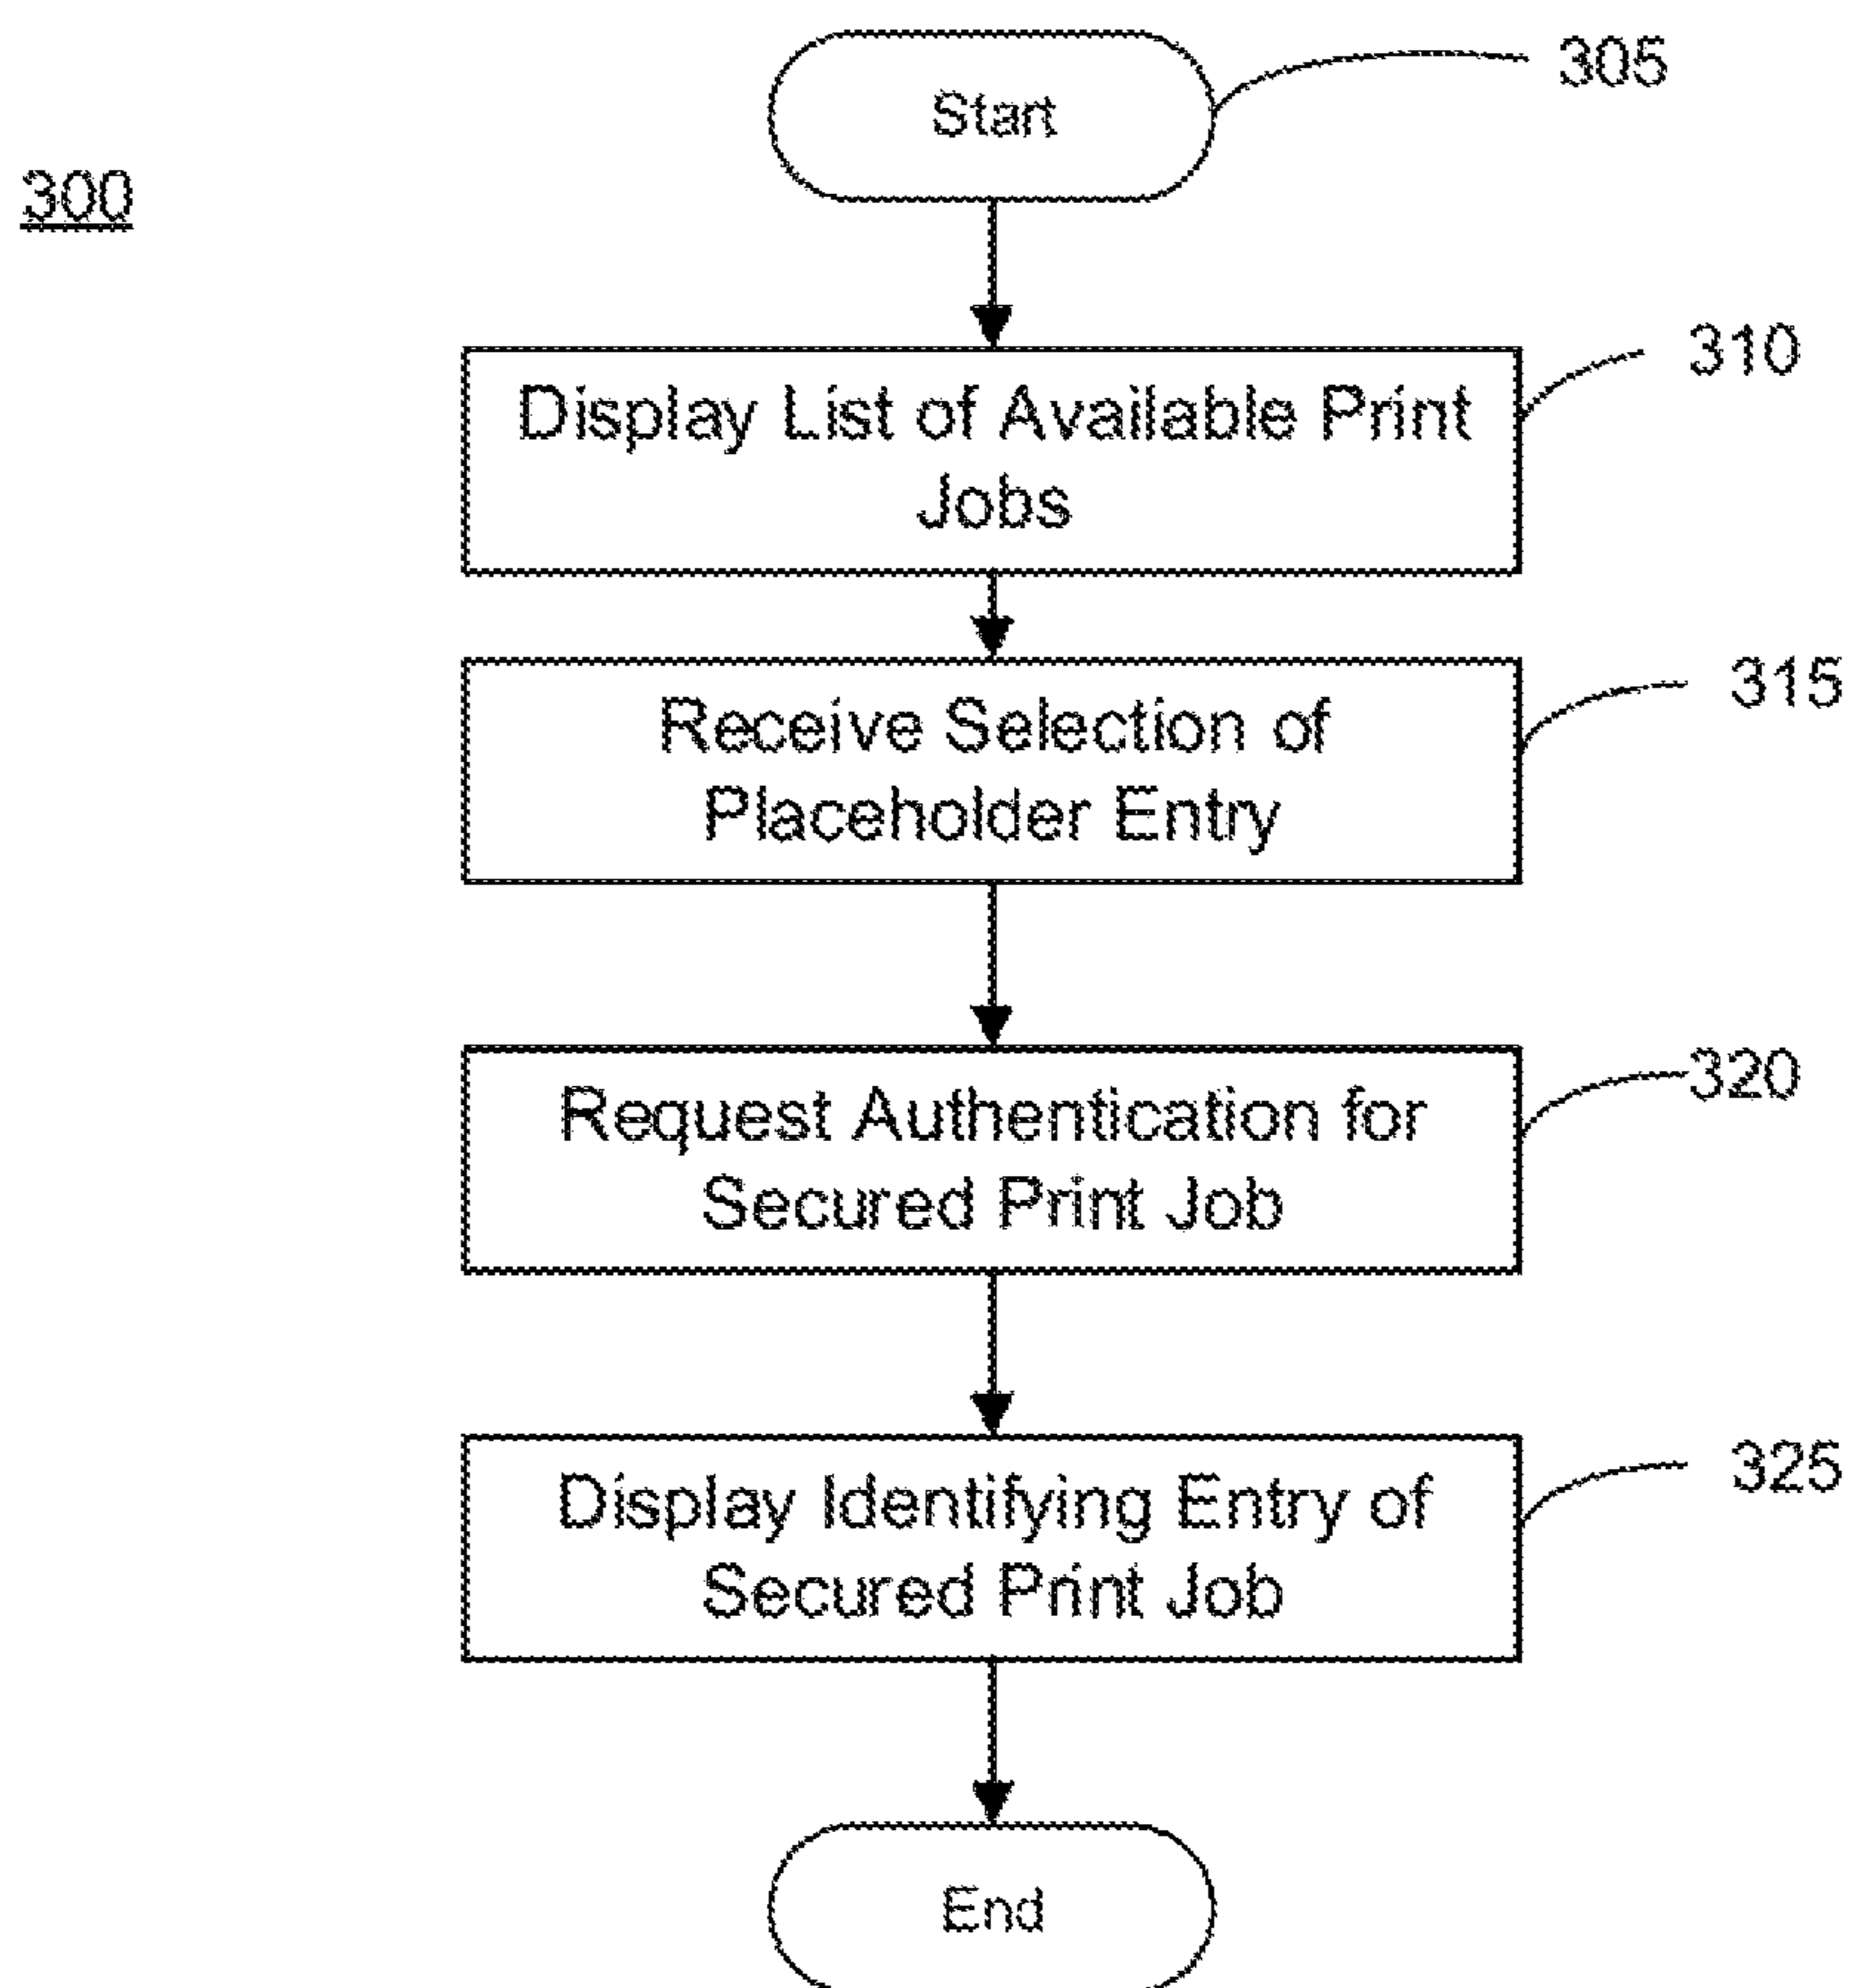 Start
305
300
310
Display List of Available Print
Jobs
315
Receive Selection of
Placeholder Entry
320
Request Authentication for
Secured Print Job
325
Display Identifying Entry of
Secured Print Job
End